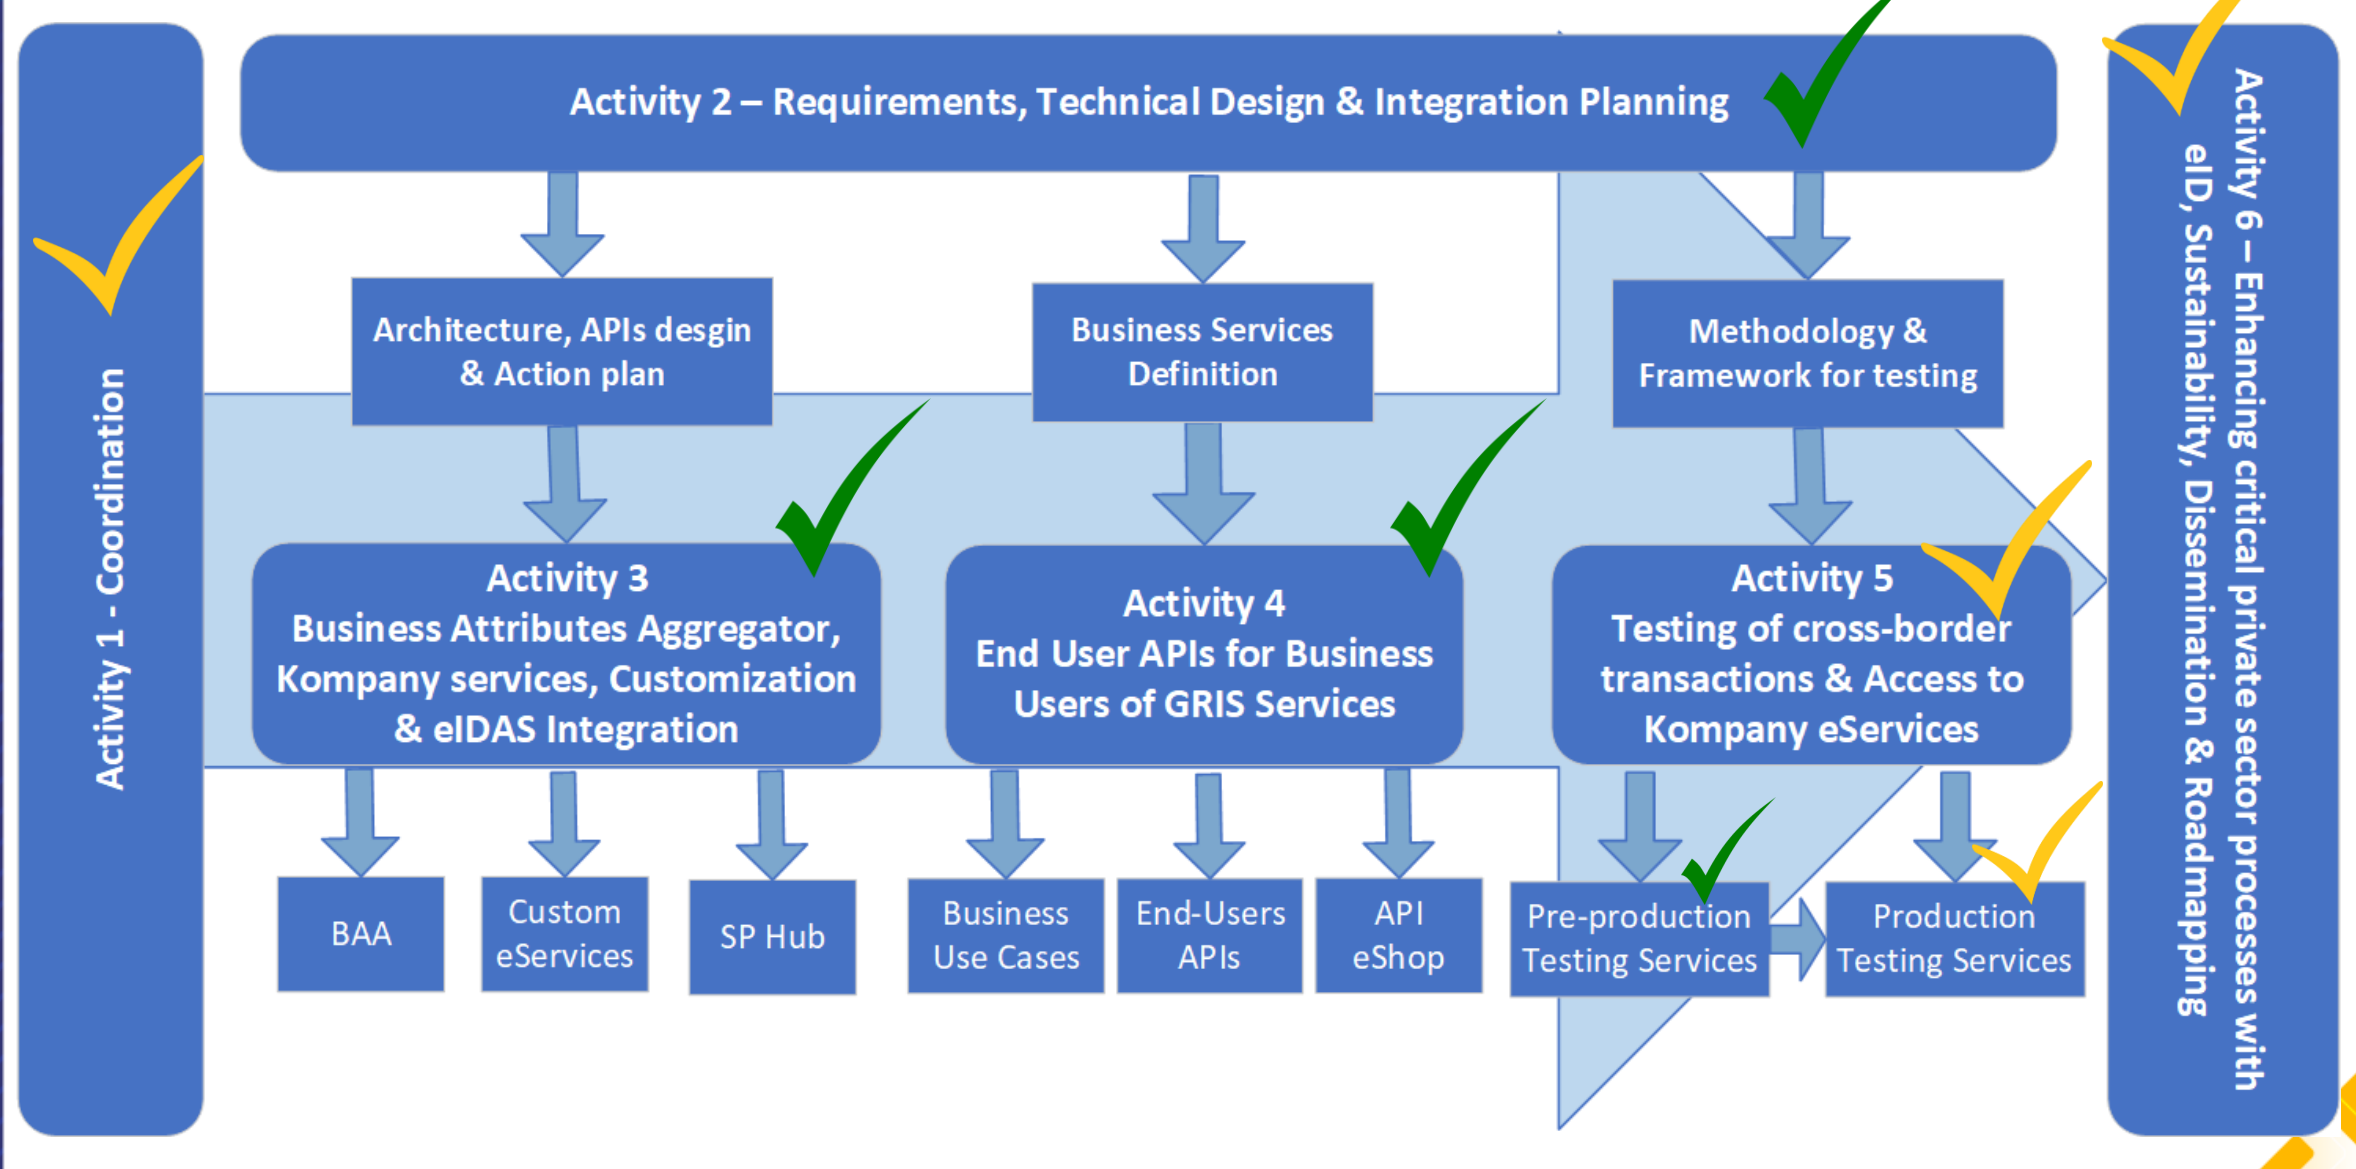 Activity 1 - Coordination
Activity 2 – Requirements, Technical Design & Integration Planning
Architecture, APIs desgin
& Action plan
Business Services
Definition
Methodology &
Framework for testing
Activity 3
Business Attributes Aggregator,
Kompany services, Customization
& eIDAS Integration
Activity 4
End User APIs for Business
Users of GRIS Services
Activity 5
Testing of cross-border
transactions & Access to
Kompany eServices
BAA
Custom
eServices
SP Hub
Business
Use Cases
End-Users
APIs
API
eShop
Pre-production
Testing Services
Production
Testing Services
Activity 6 – Enhancing critical private sector processes with
eID, Sustainability, Dissemination & Roadmapping